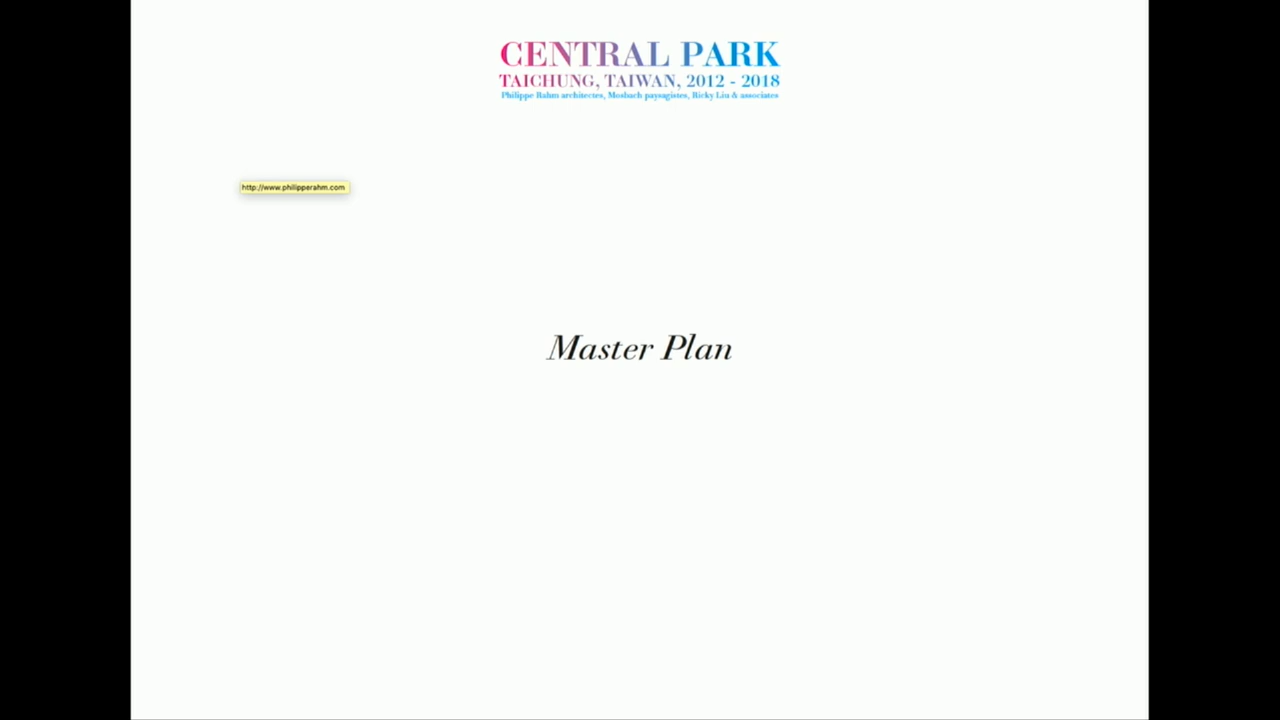 CENTRAL PARK
TAICHUNG, TAIWAN, 2012 - 2018
Philippe Rahm architectes, Mosbach paysagistes, Ricky Liu & associates
http://www.philipperahm.com
Master Plan